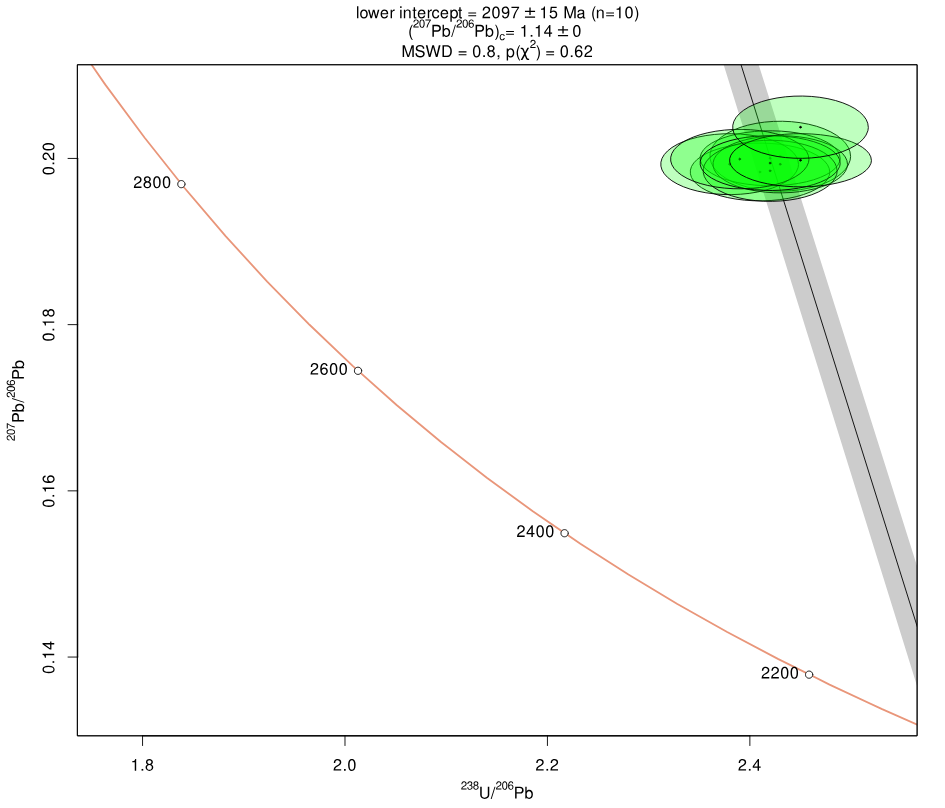 lower intercept = 2097 ± 15 Ma (n=10)
(²⁰⁷Pb/²⁰⁶Pb)c= 1.14 ± 0
MSWD = 0.8, p(χ²) = 0.62
0.20
2800
0.18
2600
²⁰⁷Pb/²⁰⁶Pb
0.16
2400
0.14
2200
1.8 2.0 2.2 2.4
²³⁸U/²⁰⁶Pb